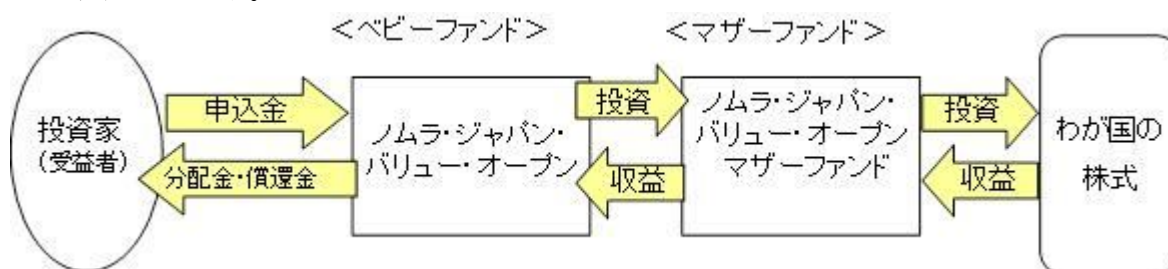 ＜ベビーファンド＞
＜マザーファンド＞
投資家
（受益者）
申込金
分配金・償還金
ノムラ・ジャパン・
バリュー・オープン
投資
収益
ノムラ・ジャパン・
バリュー・オープン
マザーファンド
投資
収益
わが国の
株式